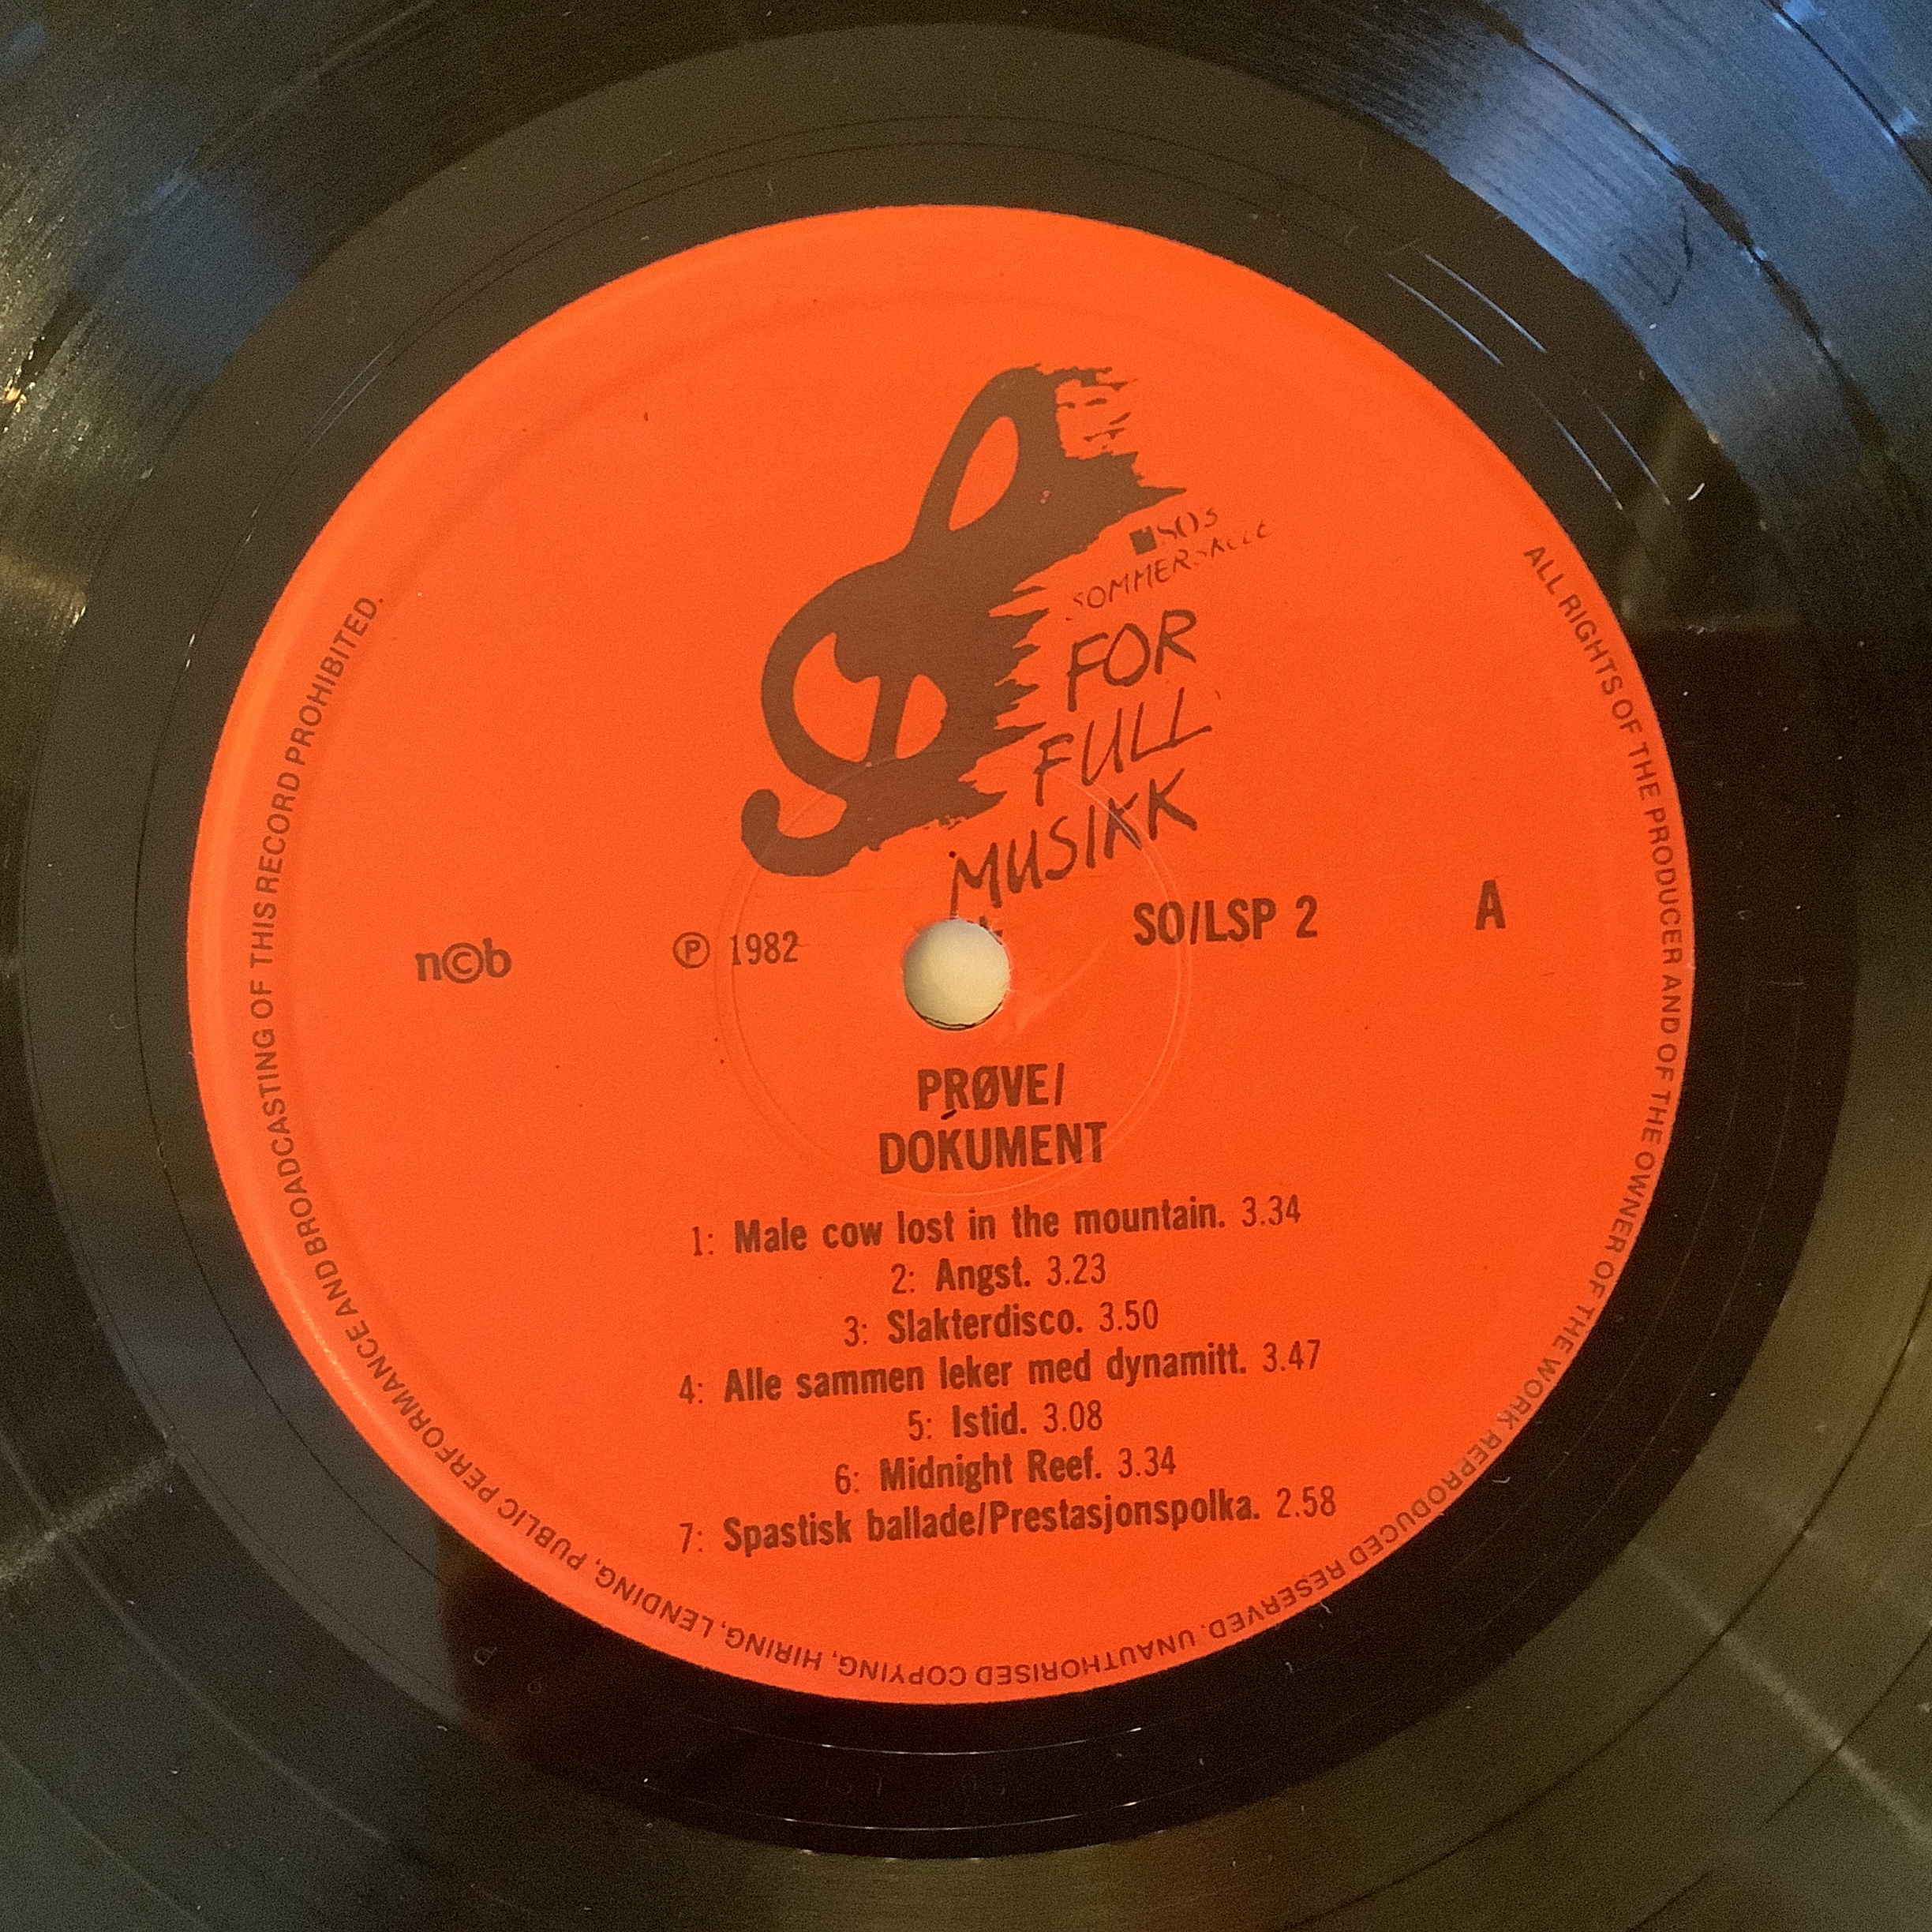 SOS
SOMMERSKOLE
FOR
FULL
MUSIKK
n©b
℗ 1982
SO/LSP 2
A
PRØVE/
DOKUMENT
1: Male cow lost in the mountain. 3.34
2: Angst. 3.23
3: Slakterdisco. 3.50
4: Alle sammen leker med dynamitt. 3.47
5: Istid. 3.08
6: Midnight Reef. 3.34
7: Spastisk ballade/Prestasjonspolka. 2.58
ALL RIGHTS OF THE PRODUCER AND OF THE OWNER OF THE WORK REPRODUCED RESERVED. UNAUTHORISED COPYING, HIRING, LENDING, PUBLIC PERFORMANCE AND BROADCASTING OF THIS RECORD PROHIBITED.